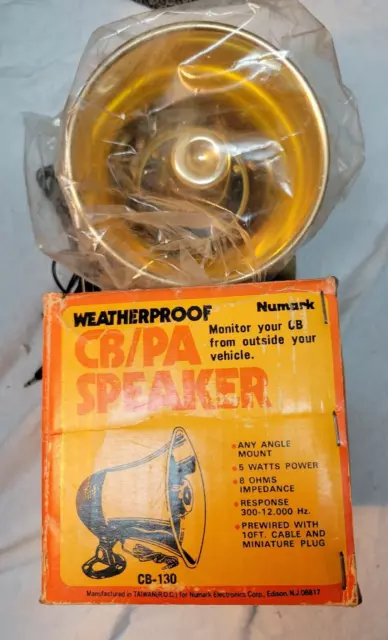 WEATHERPROOF
Numark
CB/PA
SPEAKER
Monitor your CB
from outside your
vehicle.
• ANY ANGLE
MOUNT
• 5 WATTS POWER
• 8 OHMS
IMPEDANCE
• RESPONSE
300-12.000 Hz.
• PREWIRED WITH
10FT. CABLE AND
MINIATURE PLUG
CB-130
Manufactured in TAIWAN(R.O.C.) for Numark Electronics Corp., Edison, N.J. 08817